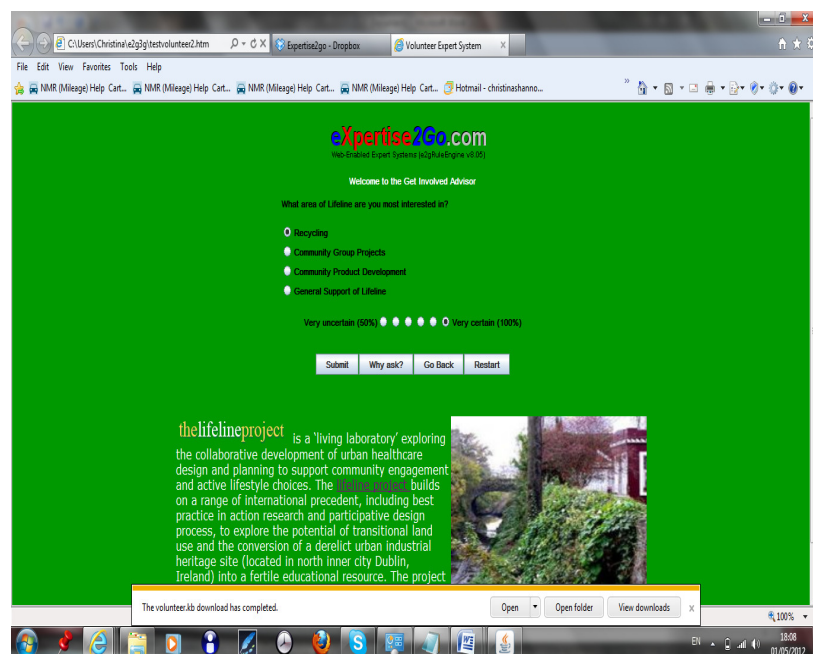 C:\Users\Christina\e2g3g\testvolunteer2.htm
Expertise2go - Dropbox
Volunteer Expert System
x
File Edit View Favorites Tools Help
NMR (Mileage) Help Cart... NMR (Mileage) Help Cart... NMR (Mileage) Help Cart... NMR (Mileage) Help Cart... Hotmail - christinashanno...
eXpertise2Go.com
Web-Enabled Expert Systems (e2gRuleEngine v8.05)
Welcome to the Get Involved Advisor
What area of Lifeline are you most interested in?
Recycling
Community Group Projects
Community Product Development
General Support of Lifeline
Very uncertain (50%) Very certain (100%)
Submit Why ask? Go Back Restart
thelifelineproject is a 'living laboratory' exploring
the collaborative development of urban healthcare
design and planning to support community engagement
and active lifestyle choices. The lifeline project builds
on a range of international precedent, including best
practice in action research and participative design
process, to explore the potential of transitional land
use and the conversion of a derelict urban industrial
heritage site (located in north inner city Dublin,
Ireland) into a fertile educational resource. The project
The volunteer.kb download has completed. Open Open folder View downloads x
100%
EN 18:08
01/05/2012